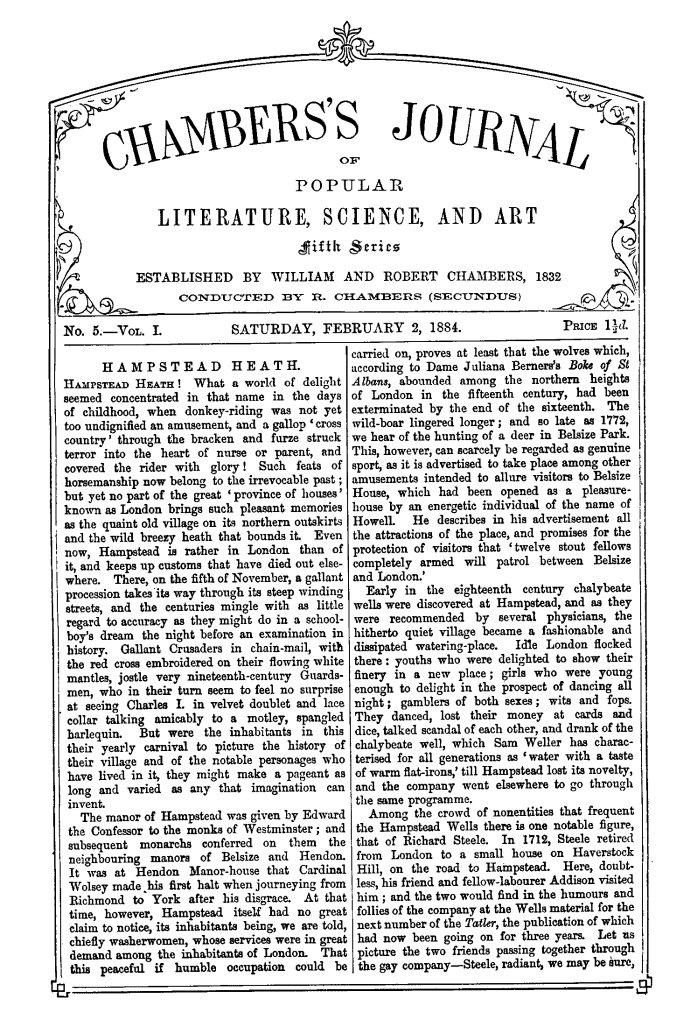 CHAMBERS'S JOURNAL
OF
POPULAR
LITERATURE, SCIENCE, AND ART
Fifth Series
ESTABLISHED BY WILLIAM AND ROBERT CHAMBERS, 1832
CONDUCTED BY R. CHAMBERS (SECUNDUS)
No. 5.—VOL. I.
SATURDAY, FEBRUARY 2, 1884.
PRICE 1½d.
HAMPSTEAD HEATH.
HAMPSTEAD HEATH! What a world of delight
seemed concentrated in that name in the days
of childhood, when donkey-riding was not yet
too undignified an amusement, and a gallop 'cross
country' through the bracken and furze struck
terror into the heart of nurse or parent, and
covered the rider with glory! Such feats of
horsemanship now belong to the irrevocable past;
but yet no part of the great 'province of houses'
known as London brings such pleasant memories
as the quaint old village on its northern outskirts
and the wild breezy heath that bounds it. Even
now, Hampstead is rather in London than of
it, and keeps up customs that have died out else-
where. There, on the fifth of November, a gallant
procession takes its way through its steep winding
streets, and the centuries mingle with as little
regard to accuracy as they might do in a school-
boy's dream the night before an examination in
history. Gallant Crusaders in chain-mail, with
the red cross embroidered on their flowing white
mantles, jostle very nineteenth-century Guards-
men, who in their turn seem to feel no surprise
at seeing Charles I. in velvet doublet and lace
collar talking amicably to a motley, spangled
harlequin. But were the inhabitants in this
their yearly carnival to picture the history of
their village and of the notable personages who
have lived in it, they might make a pageant as
long and varied as any that imagination can
invent.
The manor of Hampstead was given by Edward
the Confessor to the monks of Westminster; and
subsequent monarchs conferred on them the
neighbouring manors of Belsize and Hendon.
It was at Hendon Manor-house that Cardinal
Wolsey made his first halt when journeying from
Richmond to York after his disgrace. At that
time, however, Hampstead itself had no great
claim to notice, its inhabitants being, we are told,
chiefly washerwomen, whose services were in great
demand among the inhabitants of London. That
this peaceful if humble occupation could be
carried on, proves at least that the wolves which,
according to Dame Juliana Berners's Boke of St
Albans, abounded among the northern heights
of London in the fifteenth century, had been
exterminated by the end of the sixteenth. The
wild-boar lingered longer; and so late as 1772,
we hear of the hunting of a deer in Belsize Park.
This, however, can scarcely be regarded as genuine
sport, as it is advertised to take place among other
amusements intended to allure visitors to Belsize
House, which had been opened as a pleasure-
house by an energetic individual of the name of
Howell. He describes in his advertisement all
the attractions of the place, and promises for the
protection of visitors that 'twelve stout fellows
completely armed will patrol between Belsize
and London.'
Early in the eighteenth century chalybeate
wells were discovered at Hampstead, and as they
were recommended by several physicians, the
hitherto quiet village became a fashionable and
dissipated watering-place. Idle London flocked
there: youths who were delighted to show their
finery in a new place; girls who were young
enough to delight in the prospect of dancing all
night; gamblers of both sexes; wits and fops.
They danced, lost their money at cards and
dice, talked scandal of each other, and drank of the
chalybeate well, which Sam Weller has charac-
terised for all generations as 'water with a taste
of warm flat-irons,' till Hampstead lost its novelty,
and the company went elsewhere to go through
the same programme.
Among the crowd of nonentities that frequent
the Hampstead Wells there is one notable figure,
that of Richard Steele. In 1712, Steele retired
from London to a small house on Haverstock
Hill, on the road to Hampstead. Here, doubt-
less, his friend and fellow-labourer Addison visited
him; and the two would find in the humours and
follies of the company at the Wells material for the
next number of the Tatler, the publication of which
had now been going on for three years. Let us
picture the two friends passing together through
the gay company—Steele, radiant, we may be sure,